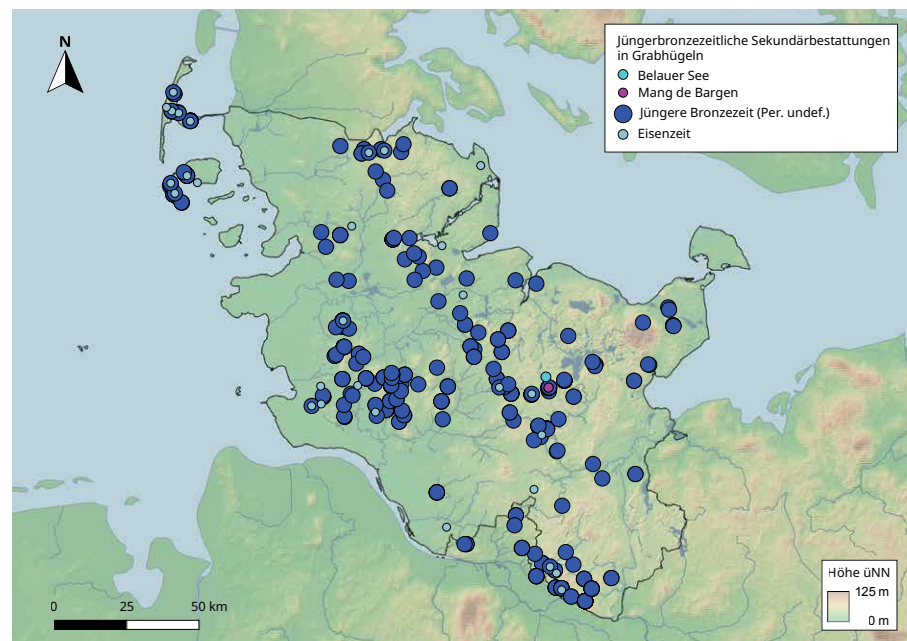 N
Jüngerbronzezeitliche Sekundärbestattungen
in Grabhügeln
Belauer See
Mang de Bargen
Jüngere Bronzezeit (Per. undef.)
Eisenzeit
Höhe üNN
125 m
0 m
0 25 50 km